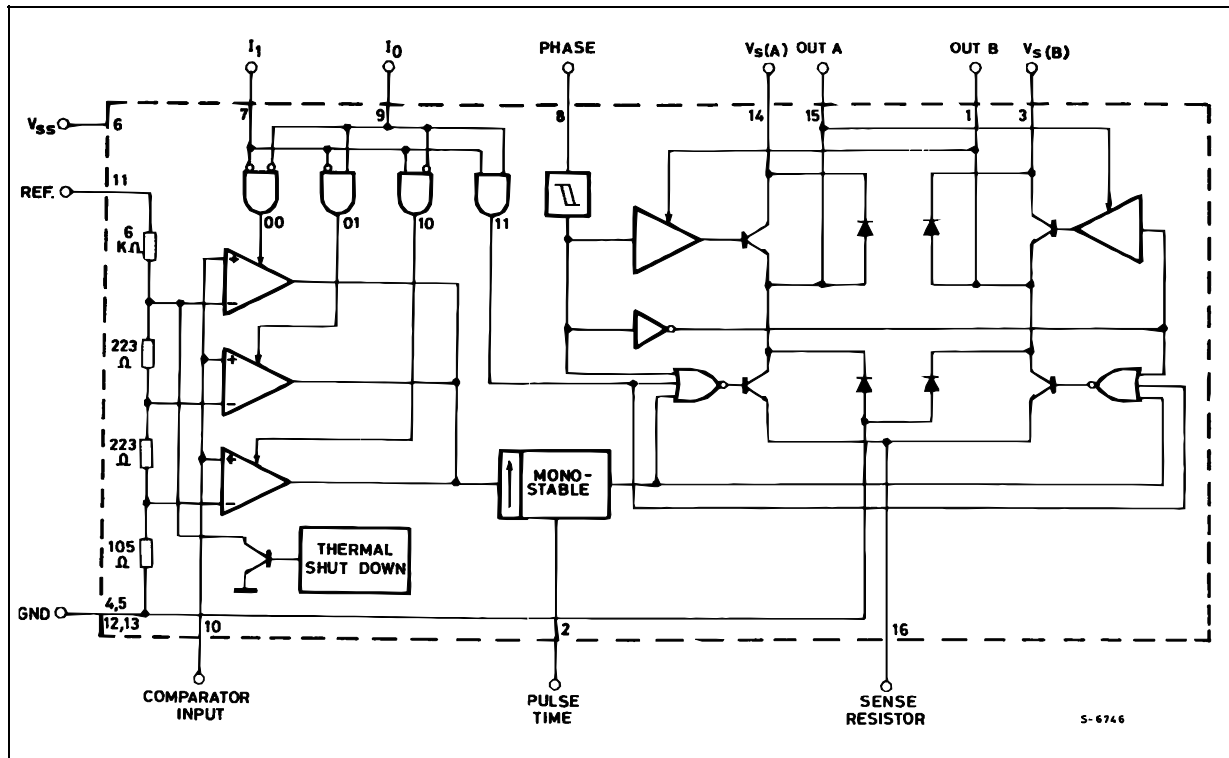 I1 I0 PHASE Vs(A) OUT A OUT B Vs(B)
7 9 8 14 15 1 3
Vss 6
REF. 11
00 01 10 11
6
KΩ
+
−
223
Ω
+
−
223
Ω
+
−
MONO-
STABLE
105
Ω
THERMAL
SHUT DOWN
GND 4,5
12,13 10 2 16
COMPARATOR
INPUT
PULSE
TIME
SENSE
RESISTOR
S-6746